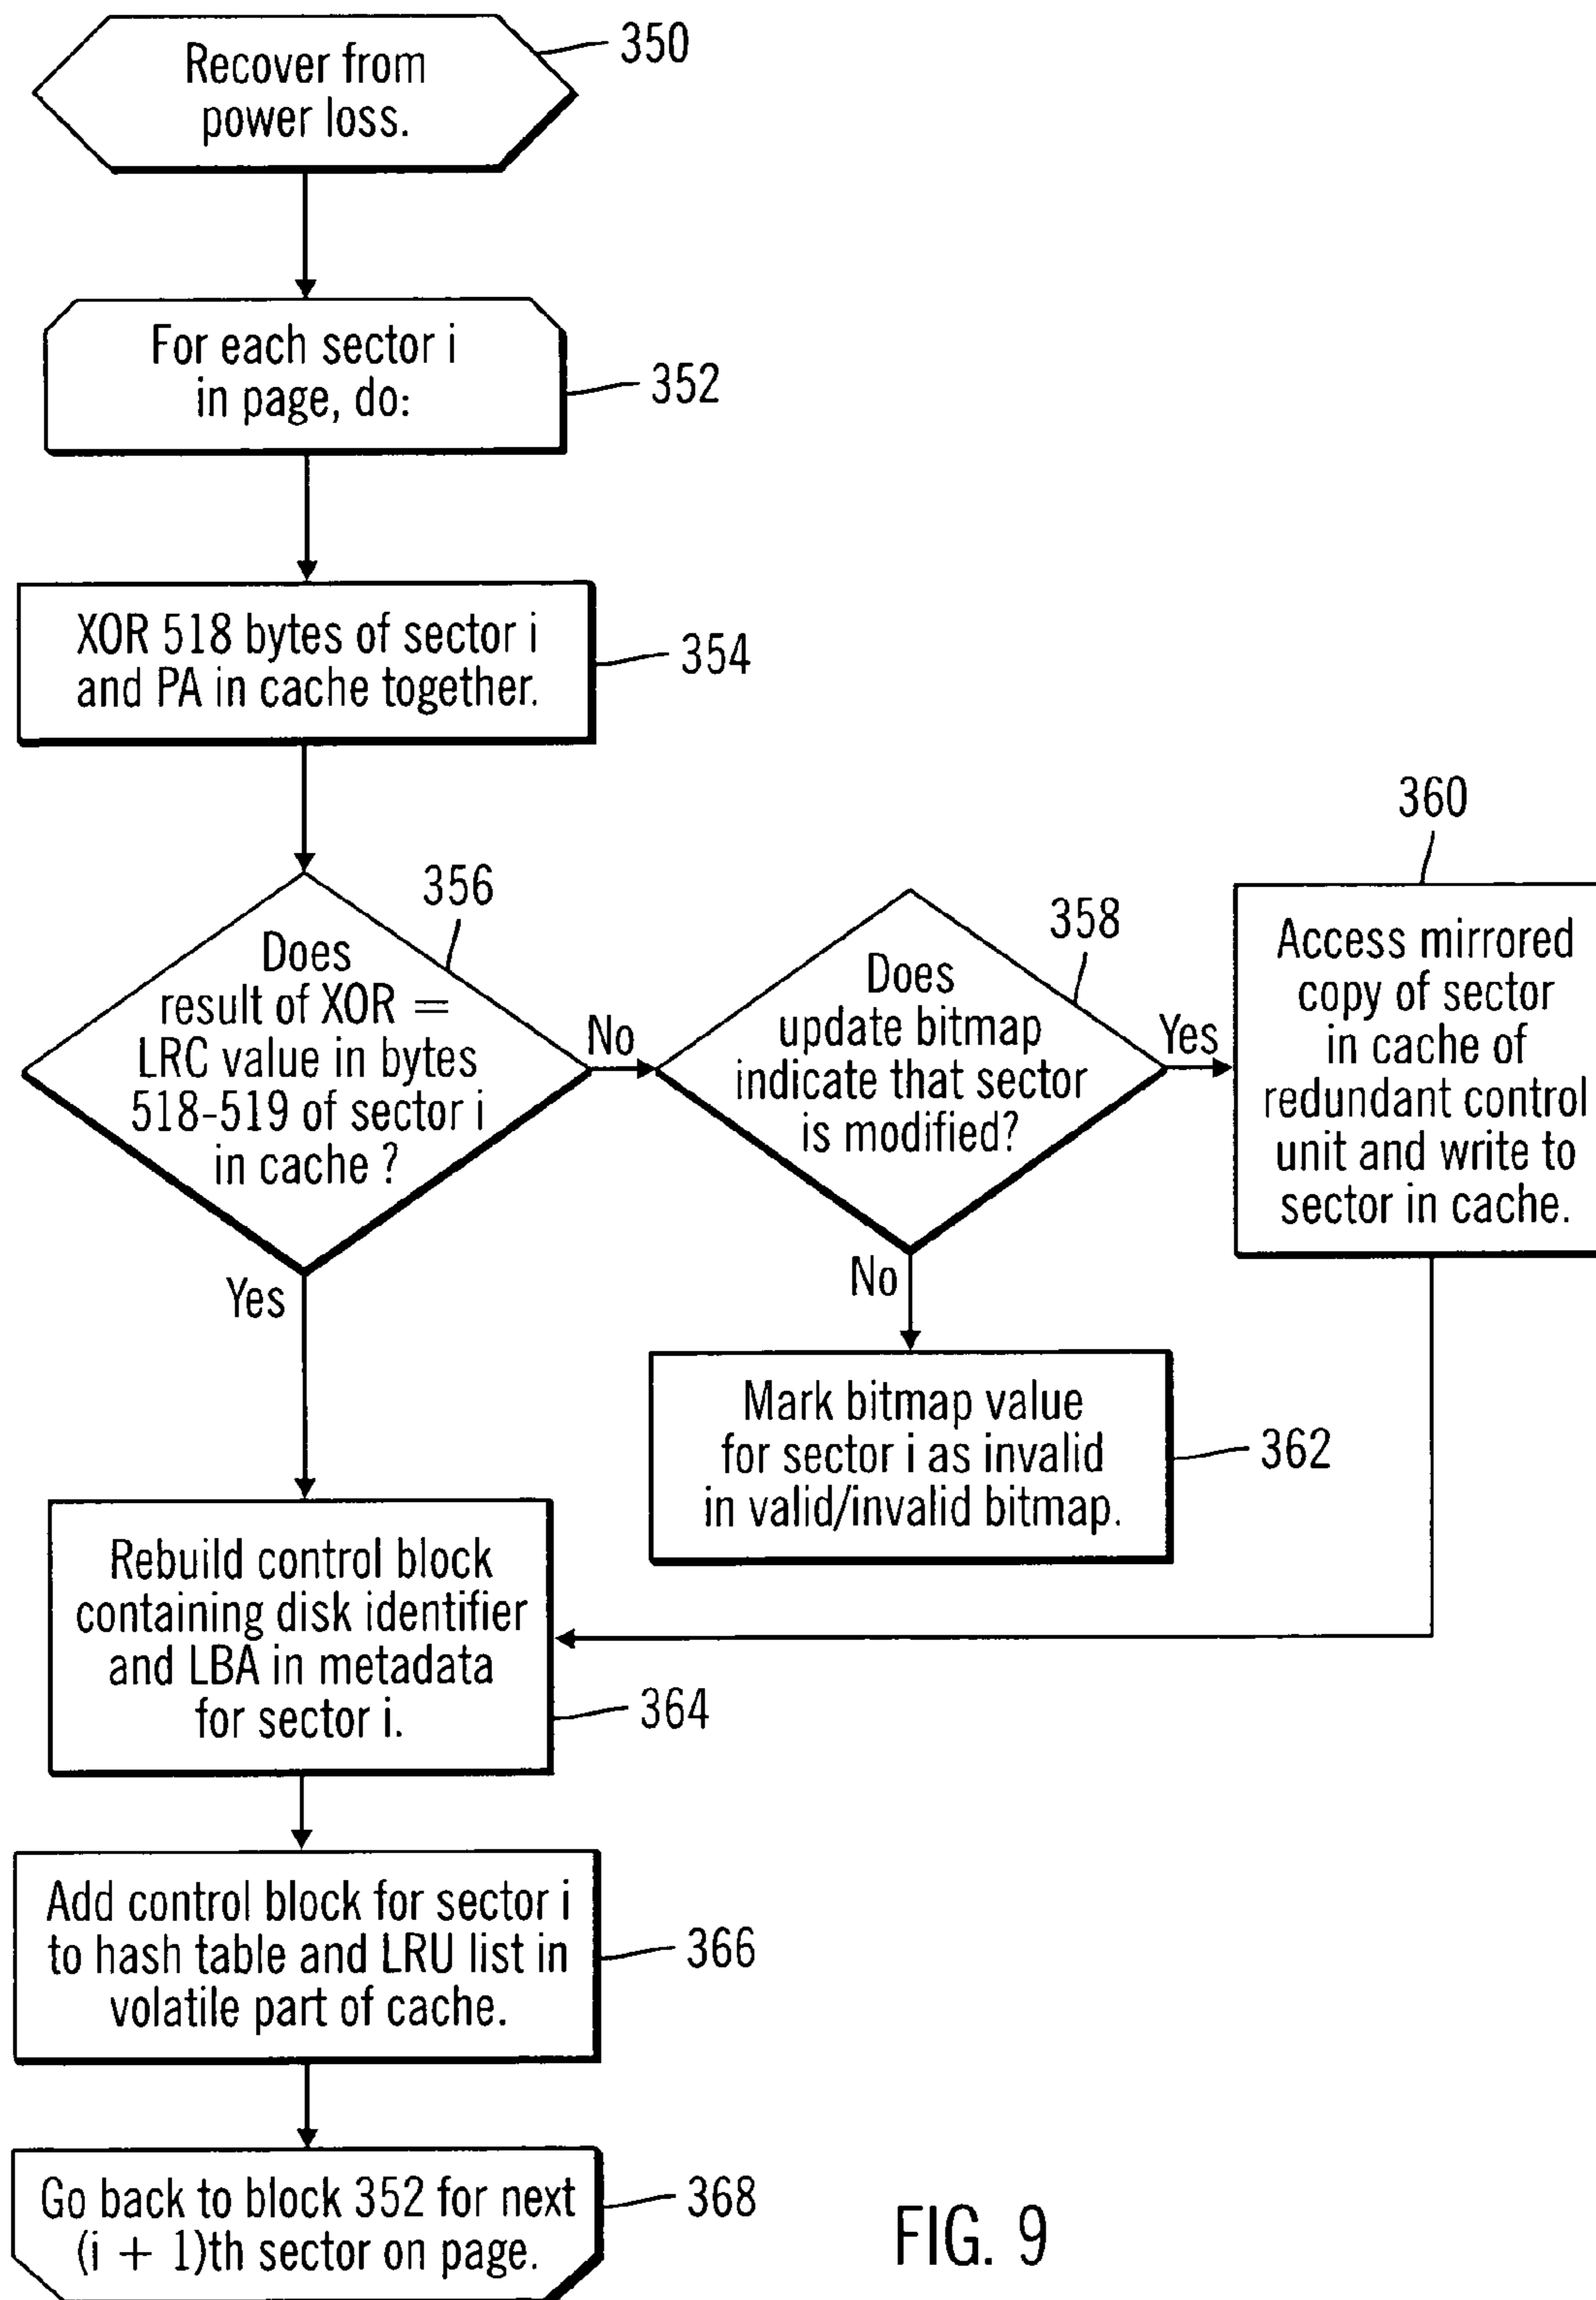 Recover from
power loss.
350
For each sector i
in page, do:
352
XOR 518 bytes of sector i
and PA in cache together.
354
Does
result of XOR =
LRC value in bytes
518-519 of sector i
in cache ?
356
No
Yes
Does
update bitmap
indicate that sector
is modified?
358
Yes
No
360
Access mirrored
copy of sector
in cache of
redundant control
unit and write to
sector in cache.
Mark bitmap value
for sector i as invalid
in valid/invalid bitmap.
362
Rebuild control block
containing disk identifier
and LBA in metadata
for sector i.
364
Add control block for sector i
to hash table and LRU list in
volatile part of cache.
366
Go back to block 352 for next
(i + 1)th sector on page.
368
FIG. 9